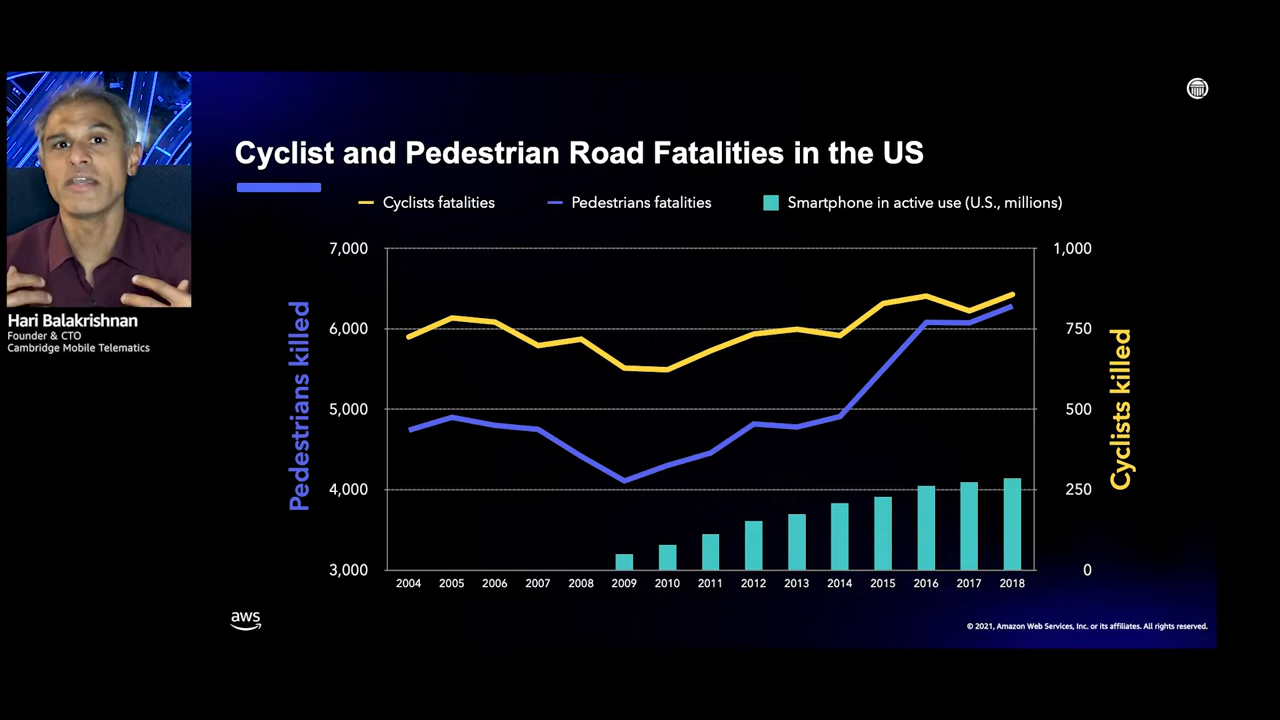 Cyclist and Pedestrian Road Fatalities in the US
Cyclists fatalities
Pedestrians fatalities
Smartphone in active use (U.S., millions)
Hari Balakrishnan
Founder & CTO
Cambridge Mobile Telematics
Pedestrians killed
7,000
6,000
5,000
4,000
3,000
1,000
750
500
250
0
Cyclists killed
2004 2005 2006 2007 2008 2009 2010 2011 2012 2013 2014 2015 2016 2017 2018
aws
© 2021, Amazon Web Services, Inc. or its affiliates. All rights reserved.